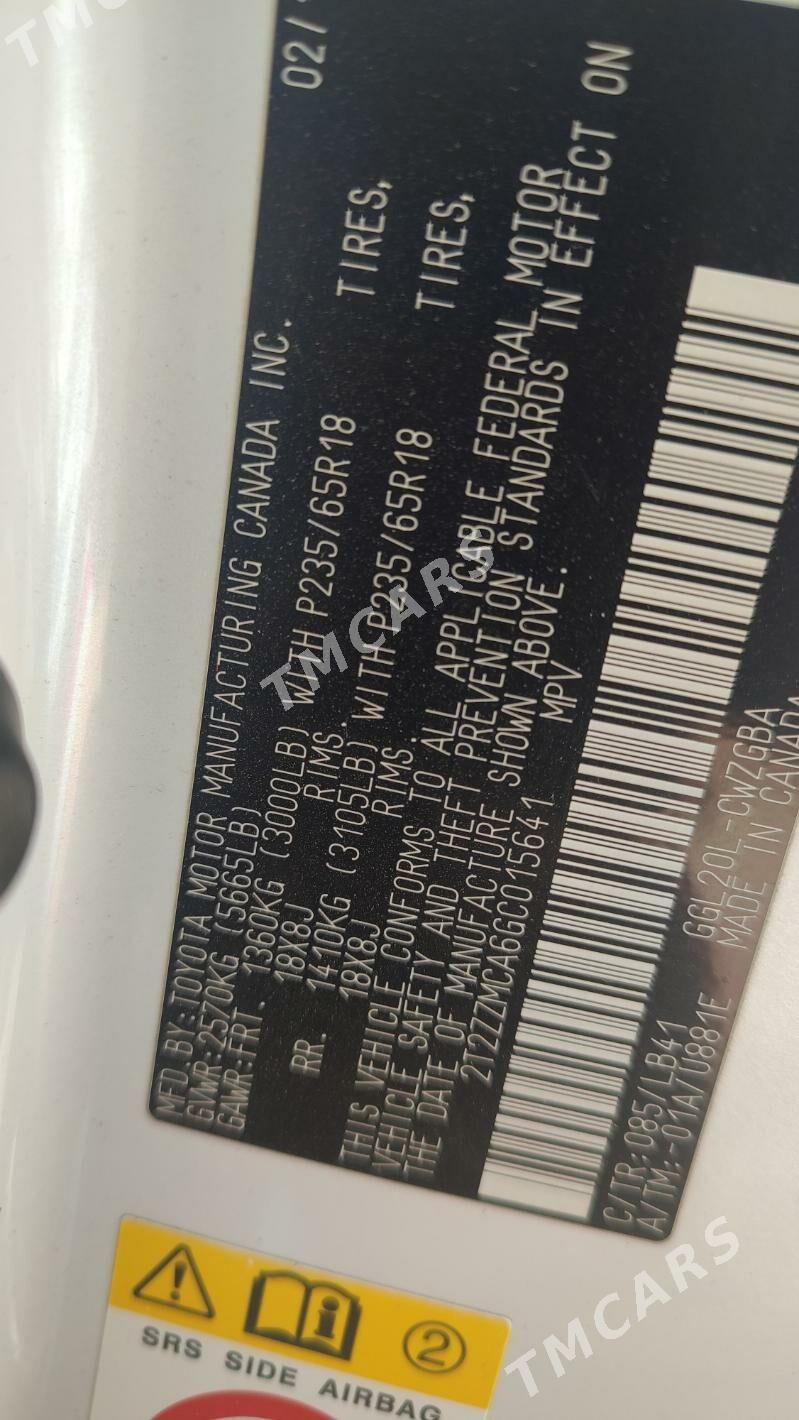 MFD BY: TOYOTA MOTOR MANUFACTURING CANADA INC. 02/
GVWR: 2570KG (5665LB)
GAWR: FRT. 1360KG (3000LB) WITH P235/65R18 TIRES,
18X8J RIMS.
RR. 1410KG (3105LB) WITH P235/65R18 TIRES,
18X8J RIMS
THIS VEHICLE CONFORMS TO ALL APPLICABLE FEDERAL MOTOR
VEHICLE SAFETY AND THEFT PREVENTION STANDARDS IN EFFECT ON
THE DATE OF MANUFACTURE SHOWN ABOVE.
2T2ZZMCA6GC015641 MPV
C/TR: 085/LB41 GGL20L-CWZGBA
A/TM: -01A/U881E MADE IN CANADA
2
SRS SIDE AIRBAG
TMCARS
TMCARS
TMCARS